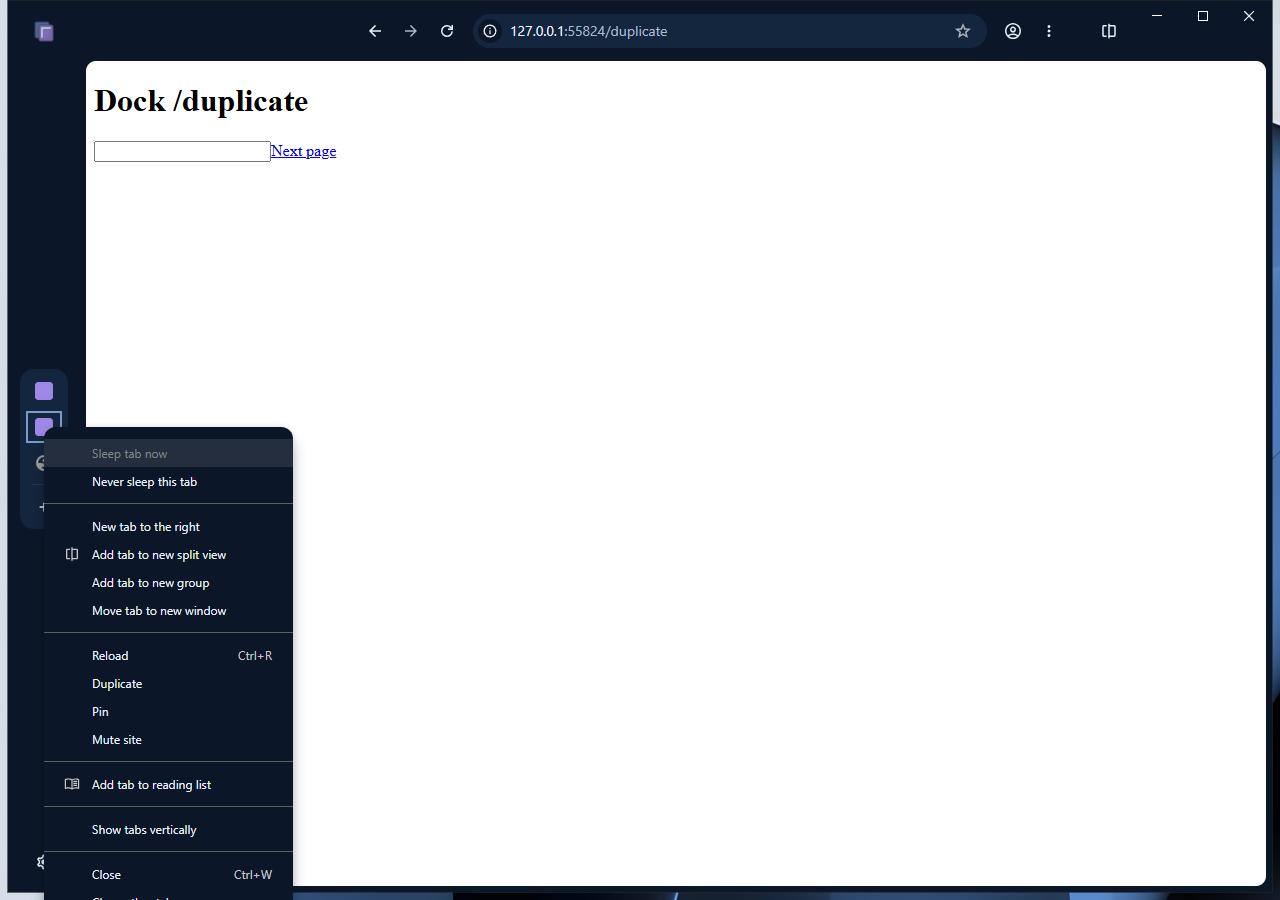 127.0.0.1:55824/duplicate
Dock /duplicate
Next page
Sleep tab now
Never sleep this tab
New tab to the right
Add tab to new split view
Add tab to new group
Move tab to new window
Reload Ctrl+R
Duplicate
Pin
Mute site
Add tab to reading list
Show tabs vertically
Close Ctrl+W